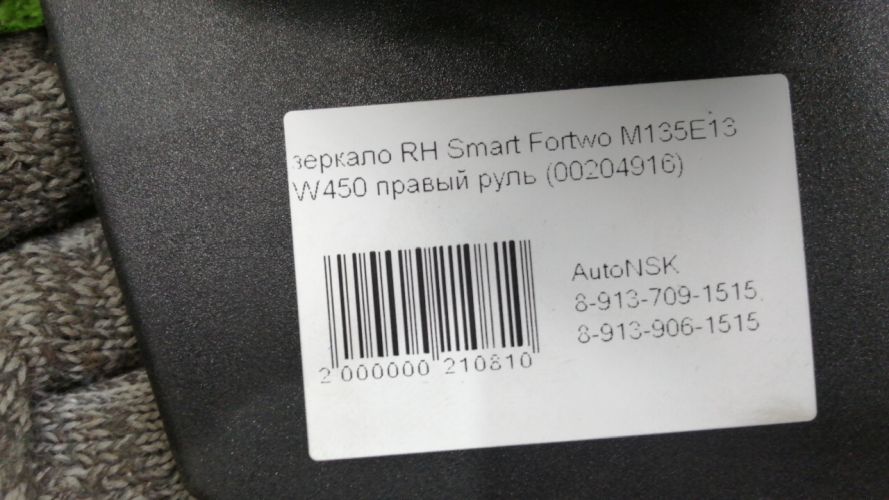 зеркало RH Smart Fortwo M135E13
W450 правый руль (00204916)
AutoNSK
8-913-709-1515,
8-913-906-1515
2 000000 210810